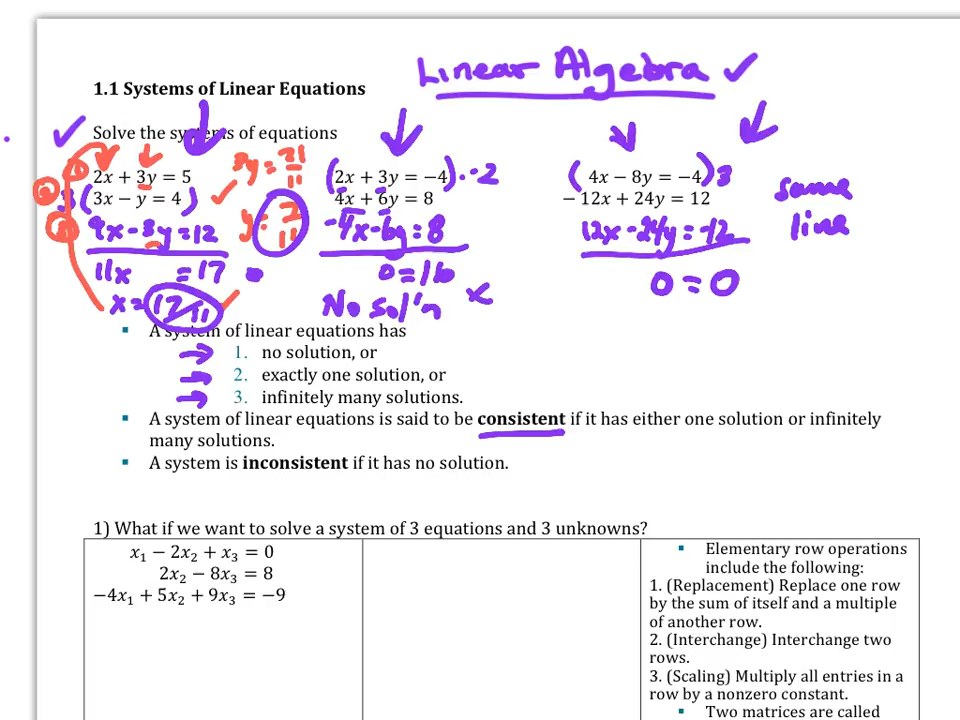 Linear Algebra ✓
1.1 Systems of Linear Equations
Solve the systems of equations
2x + 3y = 5
3(3x − y = 4)
9x - 3y = 12
11x = 17
x = 17/11
3y = 21/11
y = 7/11
(2x + 3y = −4) · -2
4x + 6y = 8
-4x - 6y = 8
0 = 16
No sol'n ×
(4x − 8y = −4) 3
− 12x + 24y = 12
12x - 24y = -12
0 = 0
same
line
▪ A system of linear equations has
1. no solution, or
2. exactly one solution, or
3. infinitely many solutions.
▪ A system of linear equations is said to be consistent if it has either one solution or infinitely
many solutions.
▪ A system is inconsistent if it has no solution.
1) What if we want to solve a system of 3 equations and 3 unknowns?
x₁ − 2x₂ + x₃ = 0
2x₂ − 8x₃ = 8
−4x₁ + 5x₂ + 9x₃ = −9
▪ Elementary row operations
include the following:
1. (Replacement) Replace one row
by the sum of itself and a multiple
of another row.
2. (Interchange) Interchange two
rows.
3. (Scaling) Multiply all entries in a
row by a nonzero constant.
▪ Two matrices are called